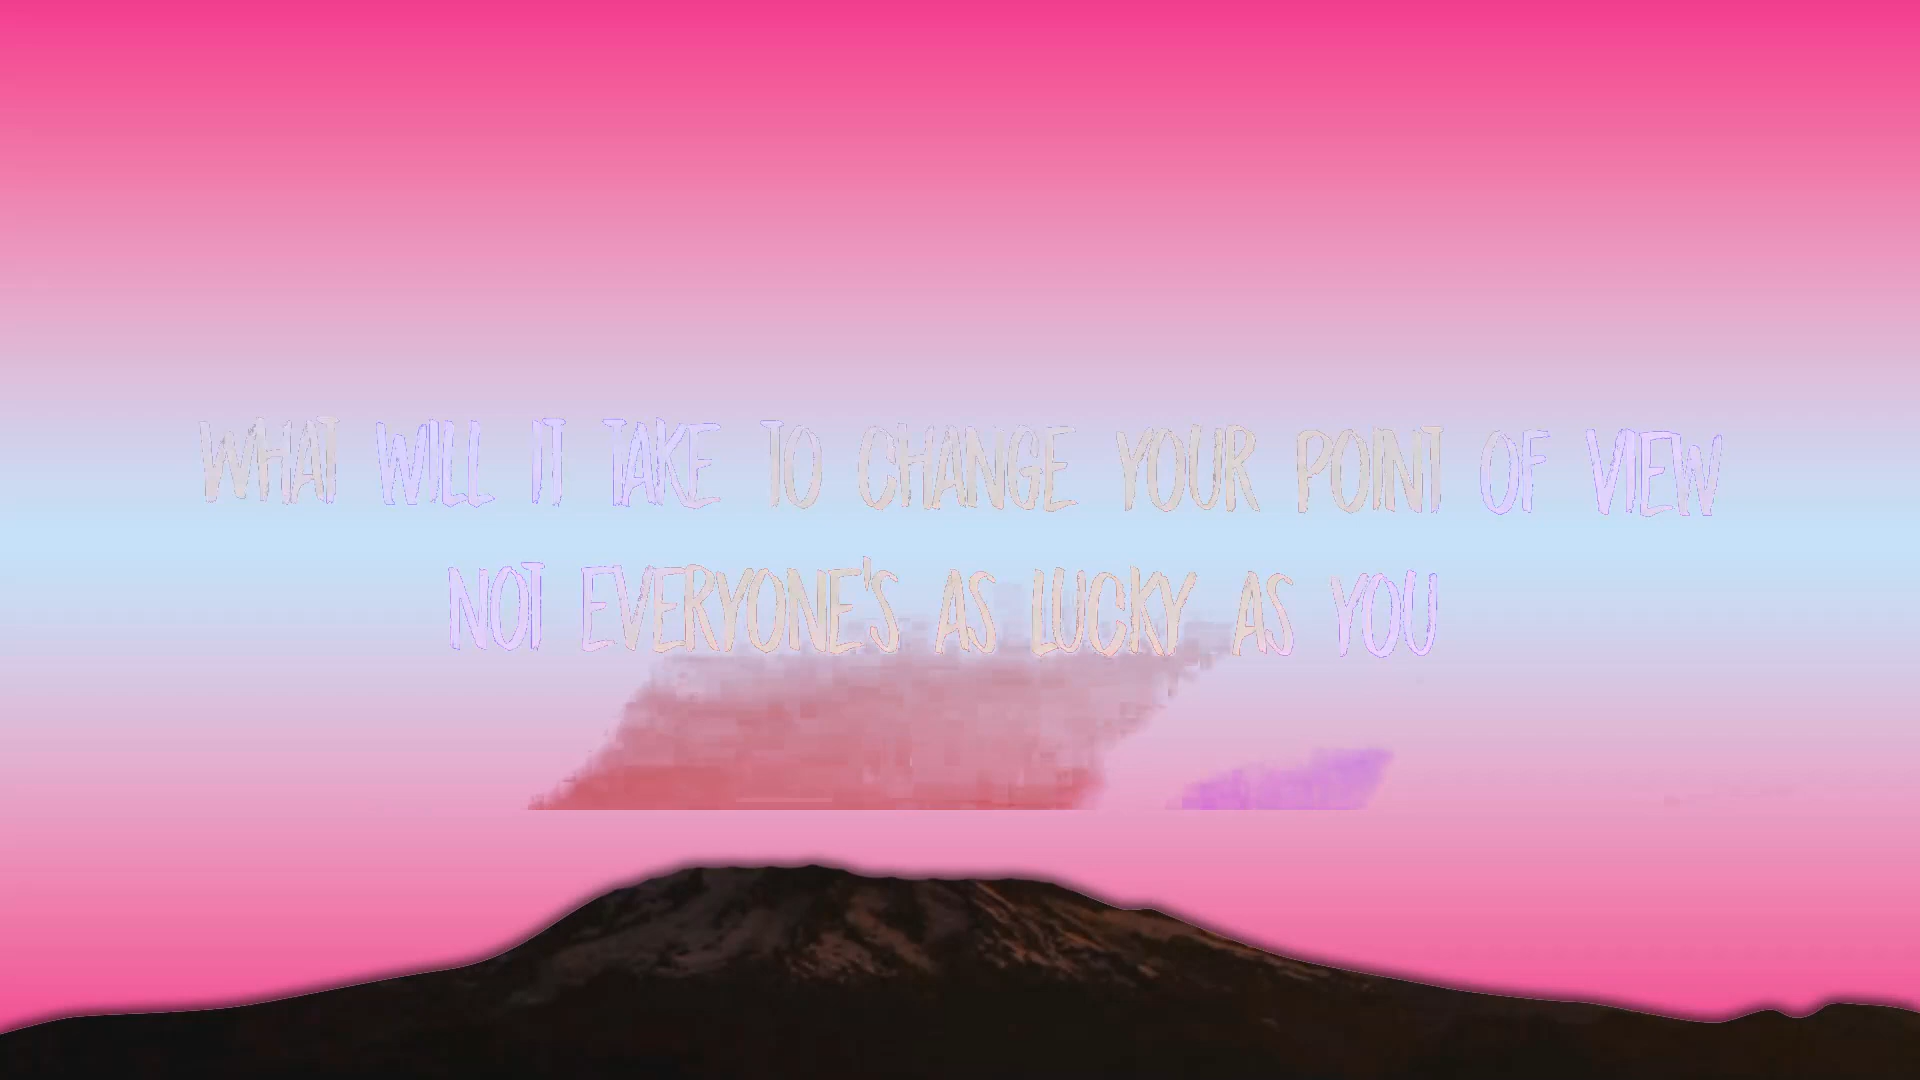 WHAT WILL IT TAKE TO CHANGE YOUR POINT OF VIEW
NOT EVERYONE'S AS LUCKY AS YOU